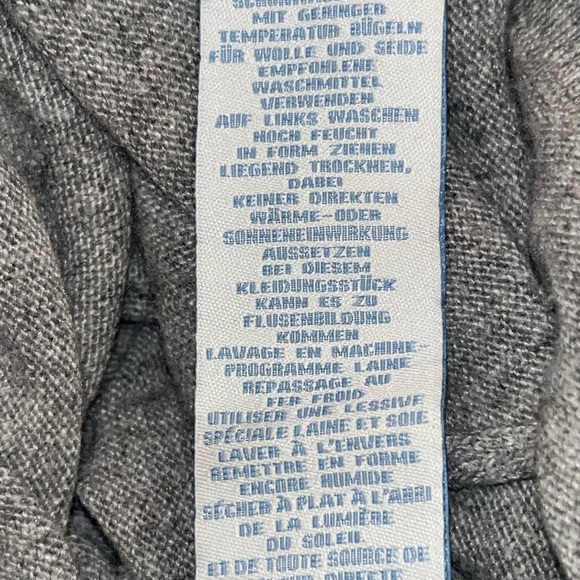 MIT GERINGER
TEMPERATUR BÜGELN
FÜR WOLLE UND SEIDE
EMPFOHLENE
WASCHMITTEL
VERWENDEN
AUF LINKS WASCHEN
NOCH FEUCHT
IN FORM ZIEHEN
LIEGEND TROCKNEN,
DABEI
KEINER DIREKTEN
WÄRME-ODER
SONNENEINWIRKUNG
AUSSETZEN
BEI DIESEM
KLEIDUNGSSTÜCK
KANN ES ZU
FLUSENBILDUNG
KOMMEN
LAVAGE EN MACHINE-
PROGRAMME LAINE
REPASSAGE AU
FER FROID
UTILISER UNE LESSIVE
SPÉCIALE LAINE ET SOIE
LAVER À L'ENVERS
REMETTRE EN FORME
ENCORE HUMIDE
SÉCHER À PLAT À L'ABRI
DE LA LUMIÈRE
DU SOLEIL
ET DE TOUTE SOURCE DE
DIRECTE